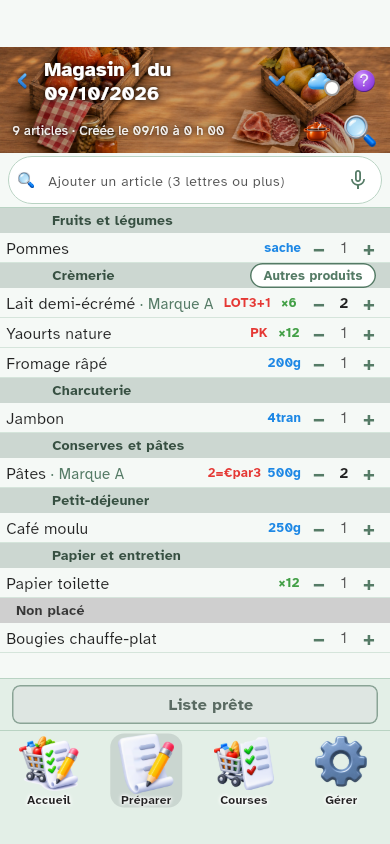 Magasin 1 du
09/10/2026
?
9 articles · Créée le 09/10 à 0 h 00
Ajouter un article (3 lettres ou plus)
Fruits et légumes
Pommes sache − 1 +
Crèmerie Autres produits
Lait demi-écrémé · Marque A LOT3+1 ×6 − 2 +
Yaourts nature PK ×12 − 1 +
Fromage râpé 200g − 1 +
Charcuterie
Jambon 4tran − 1 +
Conserves et pâtes
Pâtes · Marque A 2=€par3 500g − 2 +
Petit-déjeuner
Café moulu 250g − 1 +
Papier et entretien
Papier toilette ×12 − 1 +
Non placé
Bougies chauffe-plat − 1 +
Liste prête
Accueil Préparer Courses Gérer